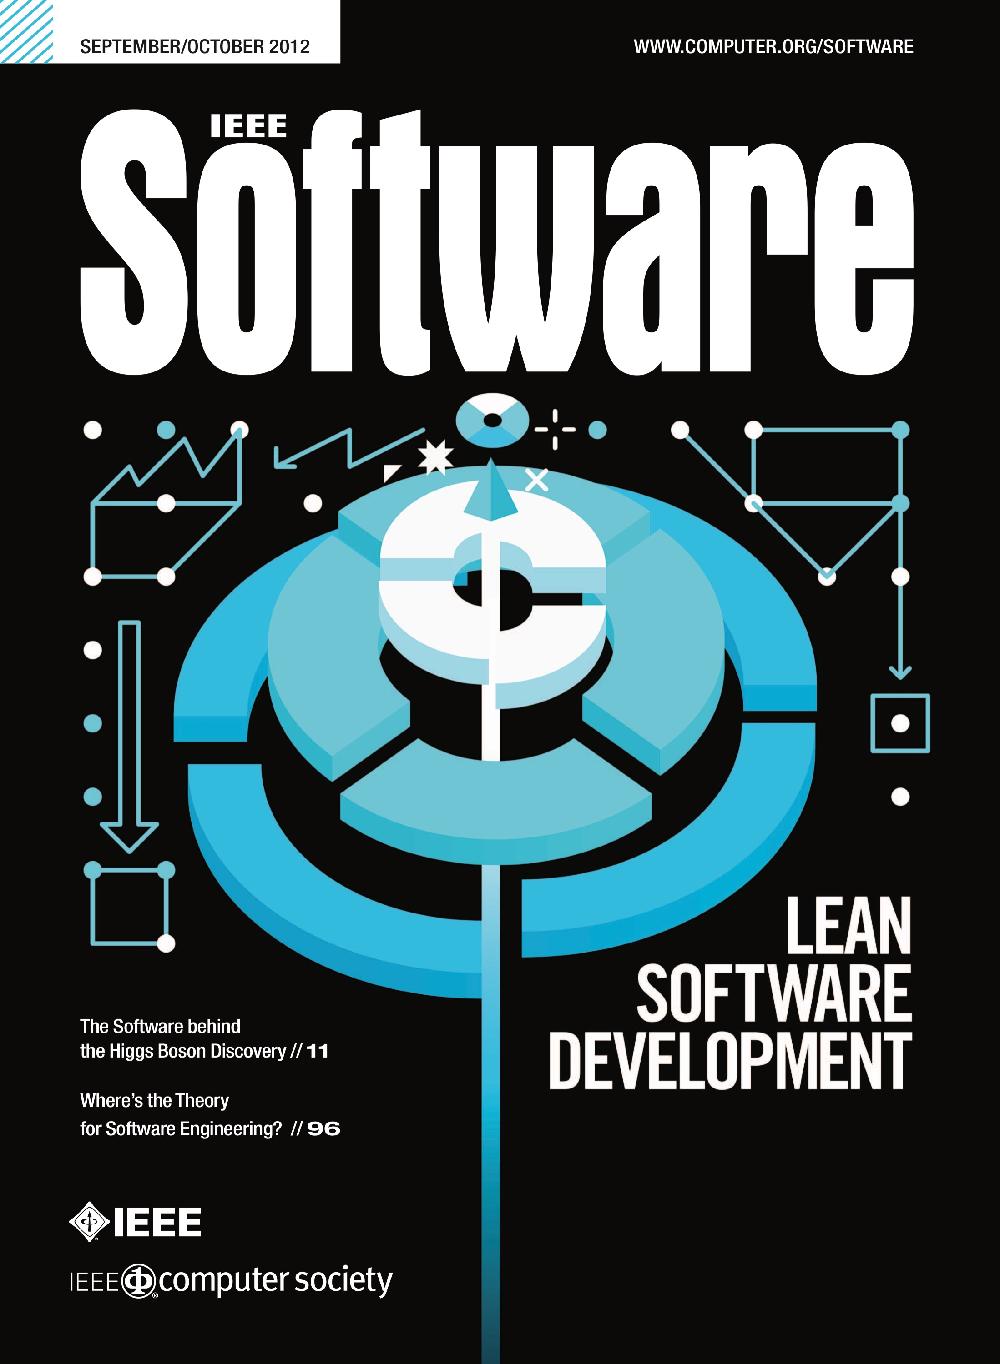 SEPTEMBER/OCTOBER 2012
WWW.COMPUTER.ORG/SOFTWARE
IEEE
Software
LEAN
SOFTWARE
DEVELOPMENT
The Software behind
the Higgs Boson Discovery // 11
Where's the Theory
for Software Engineering? // 96
IEEE
IEEE computer society